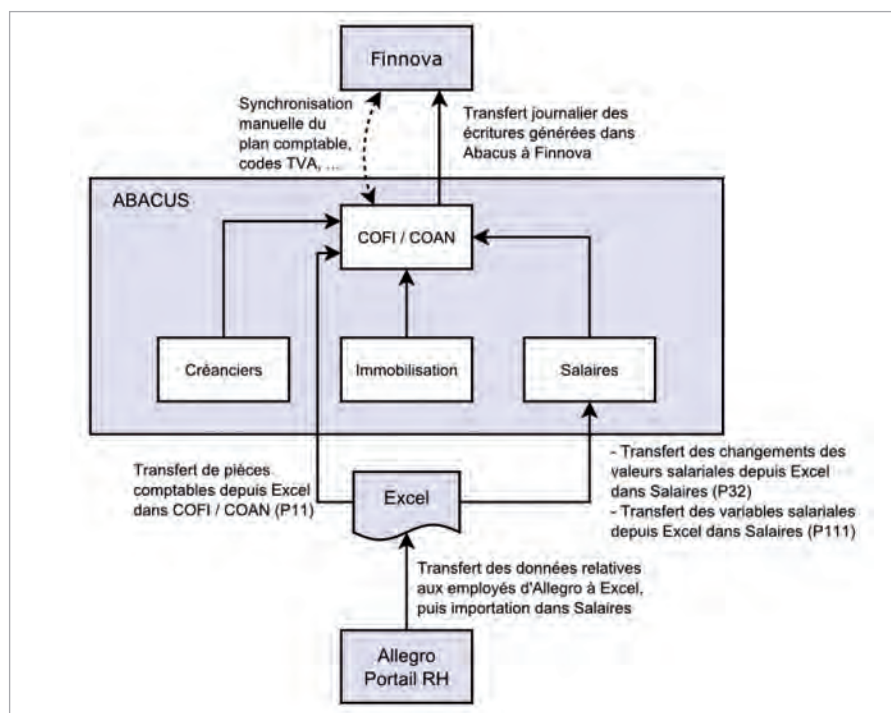 Finnova
Synchronisation
manuelle du
plan comptable,
codes TVA, ...
Transfert journalier des
écritures générées dans
Abacus à Finnova
ABACUS
COFI / COAN
Créanciers
Immobilisation
Salaires
Transfert de pièces
comptables depuis Excel
dans COFI / COAN (P11)
Excel
- Transfert des changements des
valeurs salariales depuis Excel
dans Salaires (P32)
- Transfert des variables salariales
depuis Excel dans Salaires (P111)
Transfert des données relatives
aux employés d'Allegro à Excel,
puis importation dans Salaires
Allegro
Portail RH